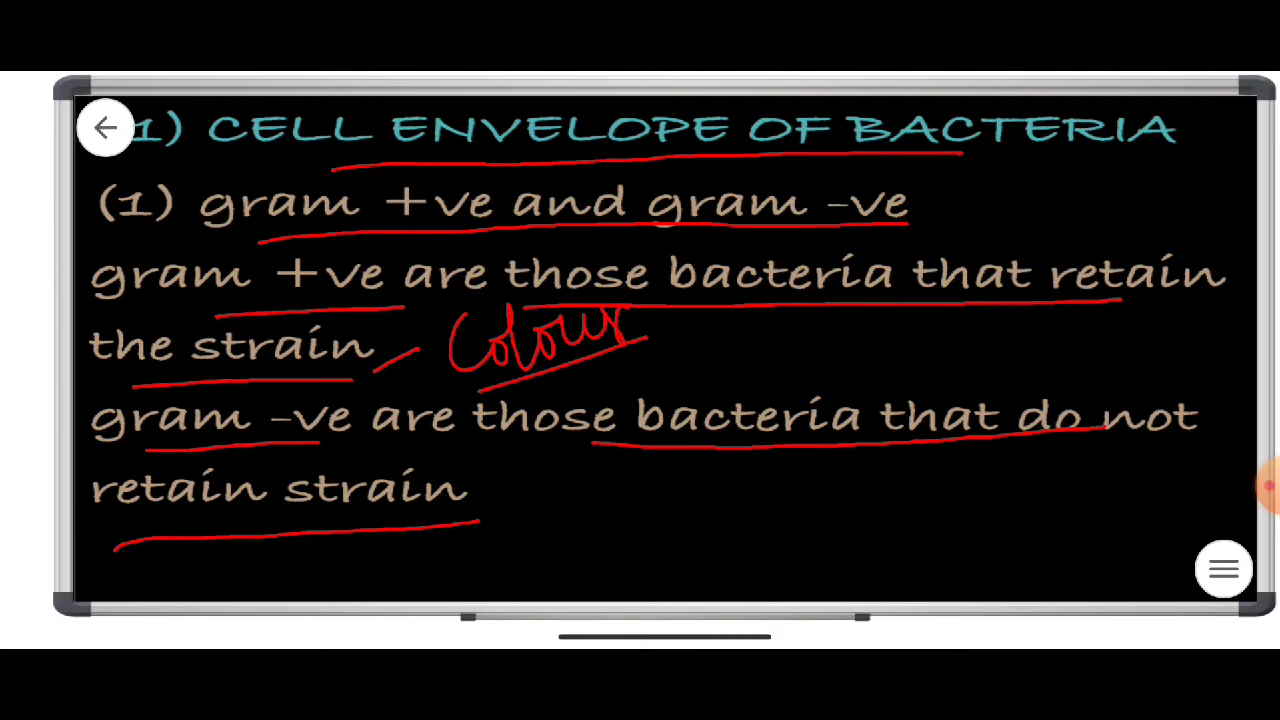 1) CELL ENVELOPE OF BACTERIA
(1) gram +ve and gram -ve
gram +ve are those bacteria that retain
the strain Colour
gram -ve are those bacteria that do not
retain strain